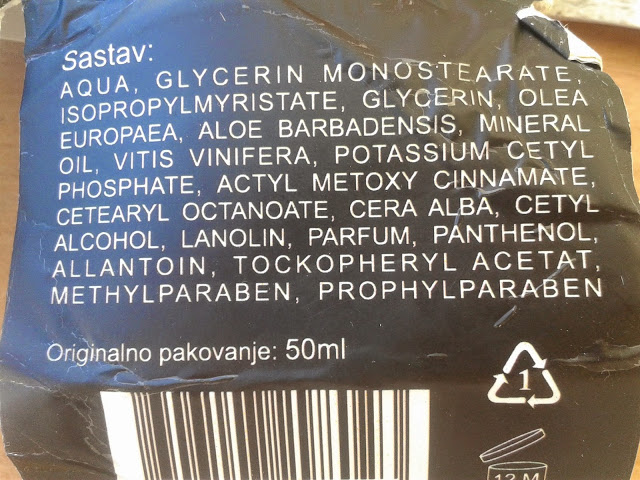 Sastav:
AQUA, GLYCERIN MONOSTEARATE,
ISOPROPYLMYRISTATE, GLYCERIN, OLEA
EUROPAEA, ALOE BARBADENSIS, MINERAL
OIL, VITIS VINIFERA, POTASSIUM CETYL
PHOSPHATE, ACTYL METOXY CINNAMATE,
CETEARYL OCTANOATE, CERA ALBA, CETYL
ALCOHOL, LANOLIN, PARFUM, PANTHENOL,
ALLANTOIN, TOCKOPHERYL ACETAT,
METHYLPARABEN, PROPHYLPARABEN
Originalno pakovanje: 50ml
1
12 M